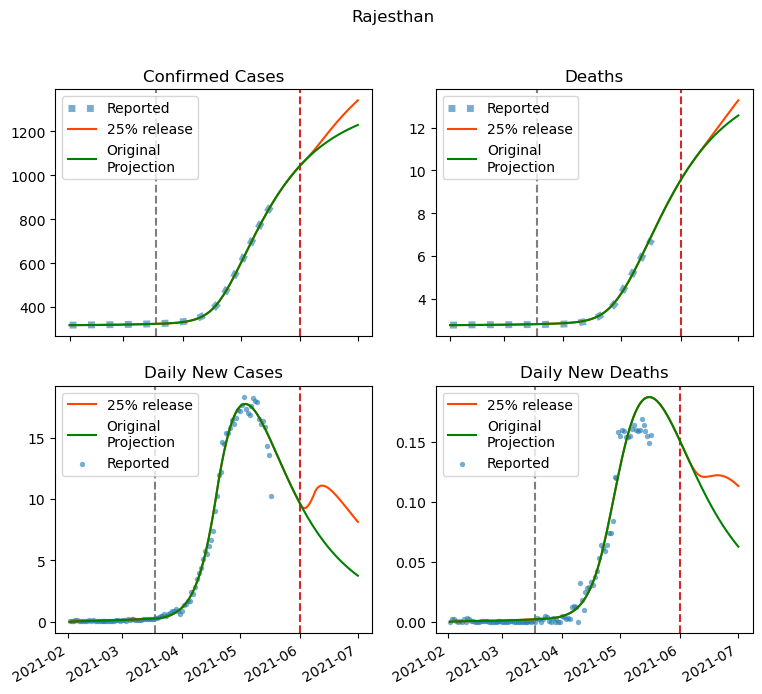 Rajesthan
Confirmed Cases
Reported
25% release
Original
Projection
1200
1000
800
600
400
Deaths
Reported
25% release
Original
Projection
12
10
8
6
4
Daily New Cases
25% release
Original
Projection
Reported
15
10
5
0
2021-02
2021-03
2021-04
2021-05
2021-06
2021-07
Daily New Deaths
25% release
Original
Projection
Reported
0.15
0.10
0.05
0.00
2021-02
2021-03
2021-04
2021-05
2021-06
2021-07